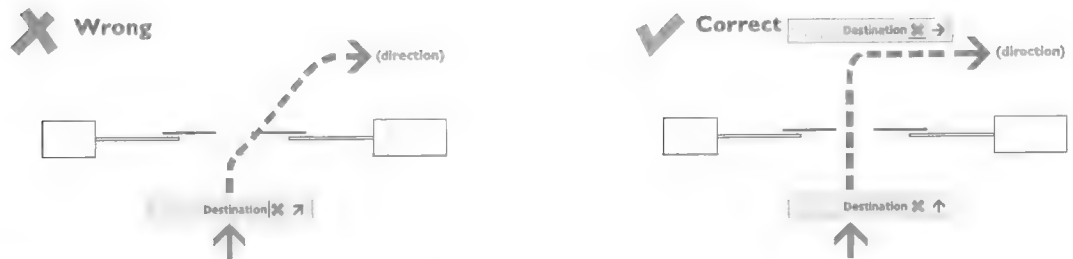 Wrong
(direction)
Destination ↗
Correct
Destination →
(direction)
Destination ↑